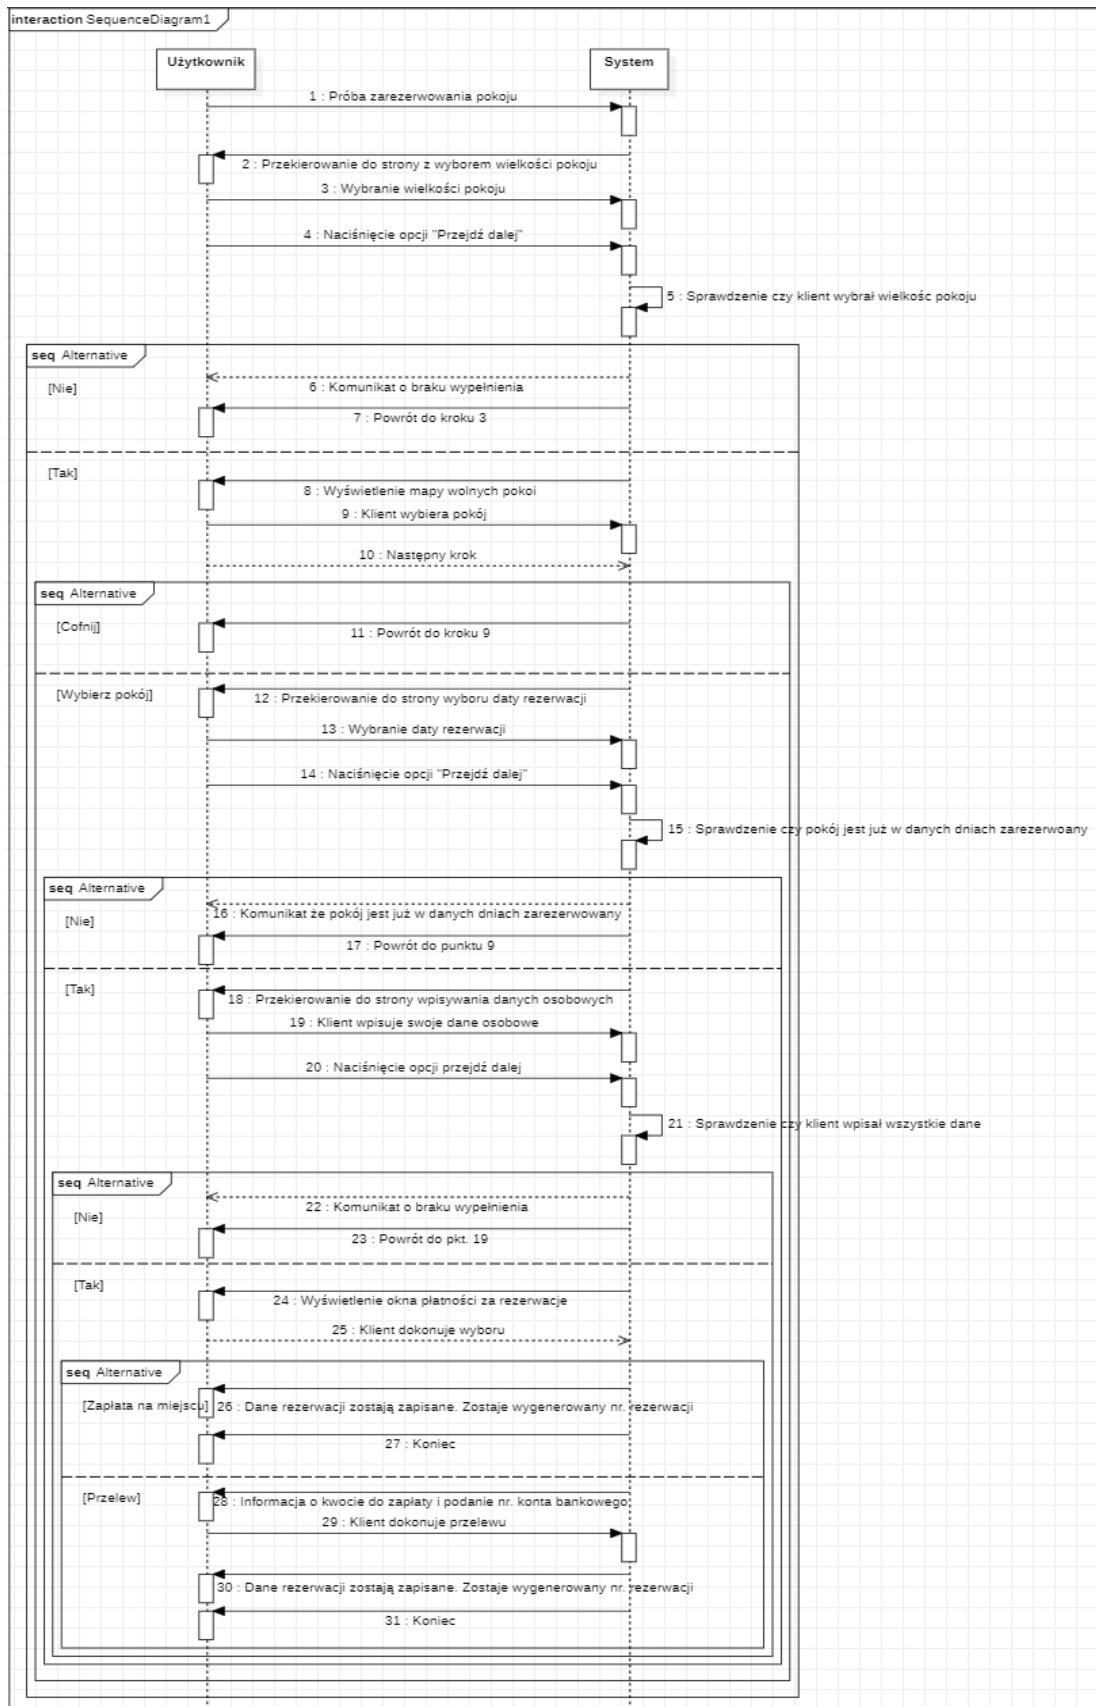 interaction SequenceDiagram1
Użytkownik
System
1 : Próba zarezerwowania pokoju
2 : Przekierowanie do strony z wyborem wielkości pokoju
3 : Wybranie wielkości pokoju
4 : Naciśnięcie opcji "Przejdź dalej"
5 : Sprawdzenie czy klient wybrał wielkośc pokoju
seq Alternative
6 : Komunikat o braku wypełnienia
[Nie]
7 : Powrót do kroku 3
[Tak]
8 : Wyświetlenie mapy wolnych pokoi
9 : Klient wybiera pokój
10 : Następny krok
seq Alternative
[Cofnij]
11 : Powrót do kroku 9
[Wybierz pokój]
12 : Przekierowanie do strony wyboru daty rezerwacji
13 : Wybranie daty rezerwacji
14 : Naciśnięcie opcji "Przejdź dalej"
15 : Sprawdzenie czy pokój jest już w danych dniach zarezerwoany
seq Alternative
16 : Komunikat że pokój jest już w danych dniach zarezerwowany
[Nie]
17 : Powrót do punktu 9
[Tak]
18 : Przekierowanie do strony wpisywania danych osobowych
19 : Klient wpisuje swoje dane osobowe
20 : Naciśnięcie opcji przejdź dalej
21 : Sprawdzenie czy klient wpisał wszystkie dane
seq Alternative
22 : Komunikat o braku wypełnienia
[Nie]
23 : Powrót do pkt. 19
[Tak]
24 : Wyświetlenie okna płatności za rezerwacje
25 : Klient dokonuje wyboru
seq Alternative
[Zapłata na miejscu]
26 : Dane rezerwacji zostają zapisane. Zostaje wygenerowany nr. rezerwacji
27 : Koniec
[Przelew]
28 : Informacja o kwocie do zapłaty i podanie nr. konta bankowego
29 : Klient dokonuje przelewu
30 : Dane rezerwacji zostają zapisane. Zostaje wygenerowany nr. rezerwacji
31 : Koniec